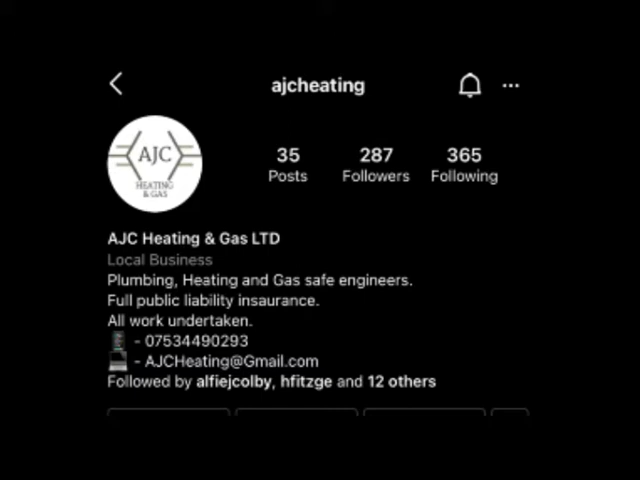 ajcheating
AJC
HEATING
& GAS
35
Posts
287
Followers
365
Following
AJC Heating & Gas LTD
Local Business
Plumbing, Heating and Gas safe engineers.
Full public liability insaurance.
All work undertaken.
- 07534490293
- AJCHeating@Gmail.com
Followed by alfiejcolby, hfitzge and 12 others